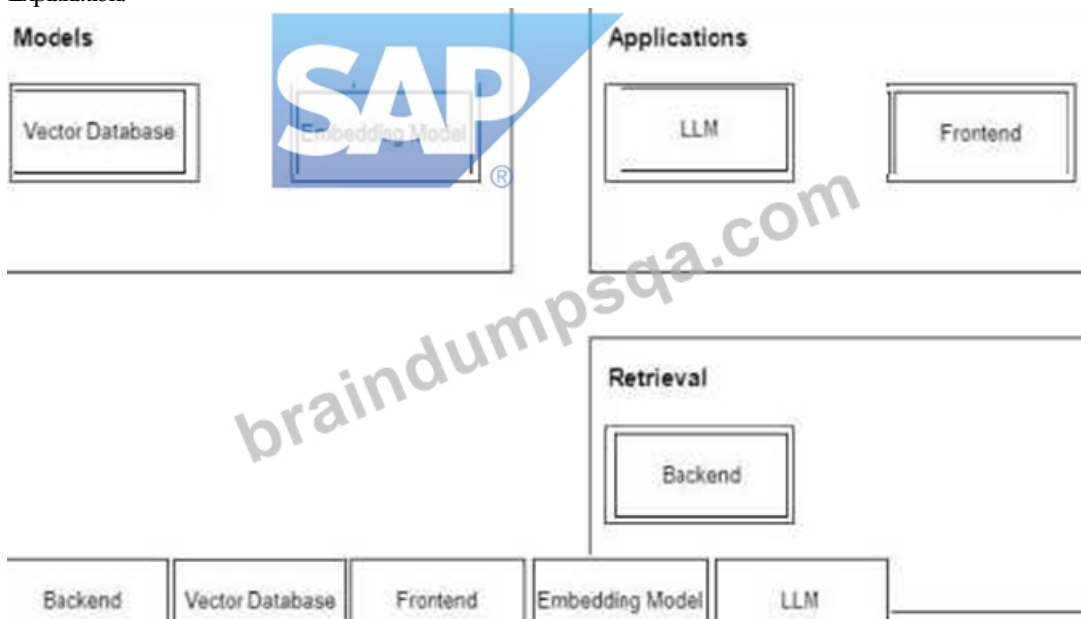 Models
Vector Database
SAP
®
Embedding Model
Applications
LLM
Frontend
braindumpsqa.com
Retrieval
Backend
Backend
Vector Database
Frontend
Embedding Model
LLM